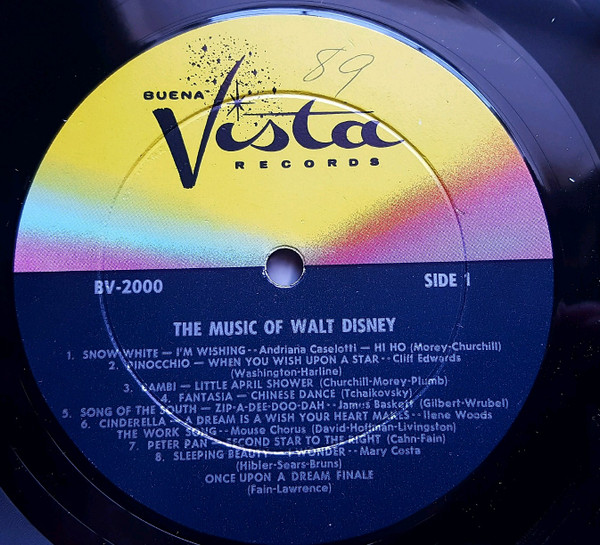 89
BUENA
Vista
RECORDS
BV-2000 SIDE 1
THE MUSIC OF WALT DISNEY
1. SNOW WHITE — I'M WISHING - - Andriana Caselotti — HI HO (Morey-Churchill)
2. PINOCCHIO — WHEN YOU WISH UPON A STAR - - Cliff Edwards
(Washington-Harline)
3. BAMBI — LITTLE APRIL SHOWER (Churchill-Morey-Plumb)
4. FANTASIA — CHINESE DANCE (Tchaikovsky)
5. SONG OF THE SOUTH — ZIP-A-DEE-DOO-DAH - - James Baskett (Gilbert-Wrubel)
6. CINDERELLA — A DREAM IS A WISH YOUR HEART MAKES - - Ilene Woods
THE WORK SONG - - Mouse Chorus (David-Hoffman-Livingston)
7. PETER PAN — SECOND STAR TO THE RIGHT (Cahn-Fain)
8. SLEEPING BEAUTY — I WONDER - - Mary Costa
(Hibler-Sears-Bruns)
ONCE UPON A DREAM FINALE
(Fain-Lawrence)